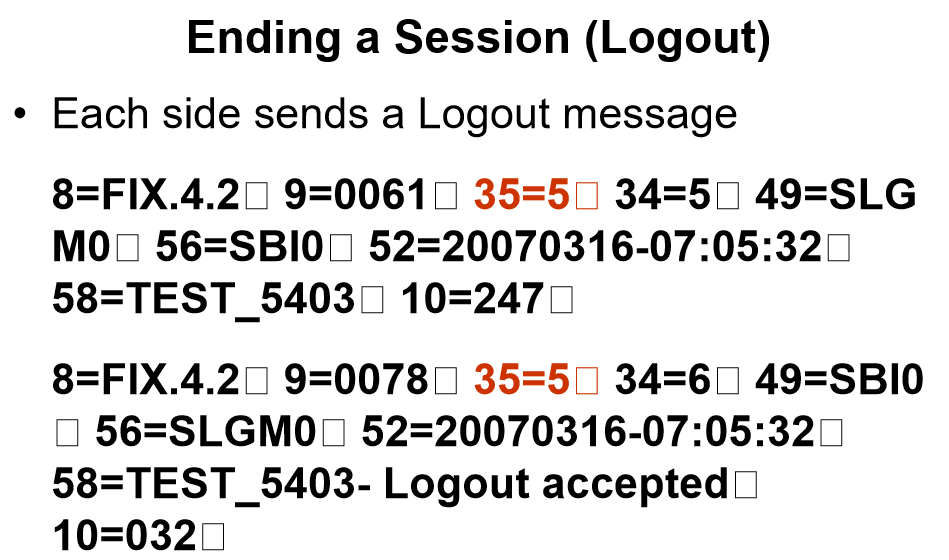 Ending a Session (Logout)
• Each side sends a Logout message
8=FIX.4.2□ 9=0061□ 35=5□ 34=5□ 49=SLG
M0□ 56=SBI0□ 52=20070316-07:05:32□
58=TEST_5403□ 10=247□
8=FIX.4.2□ 9=0078□ 35=5□ 34=6□ 49=SBI0
□ 56=SLGM0□ 52=20070316-07:05:32□
58=TEST_5403- Logout accepted□
10=032□